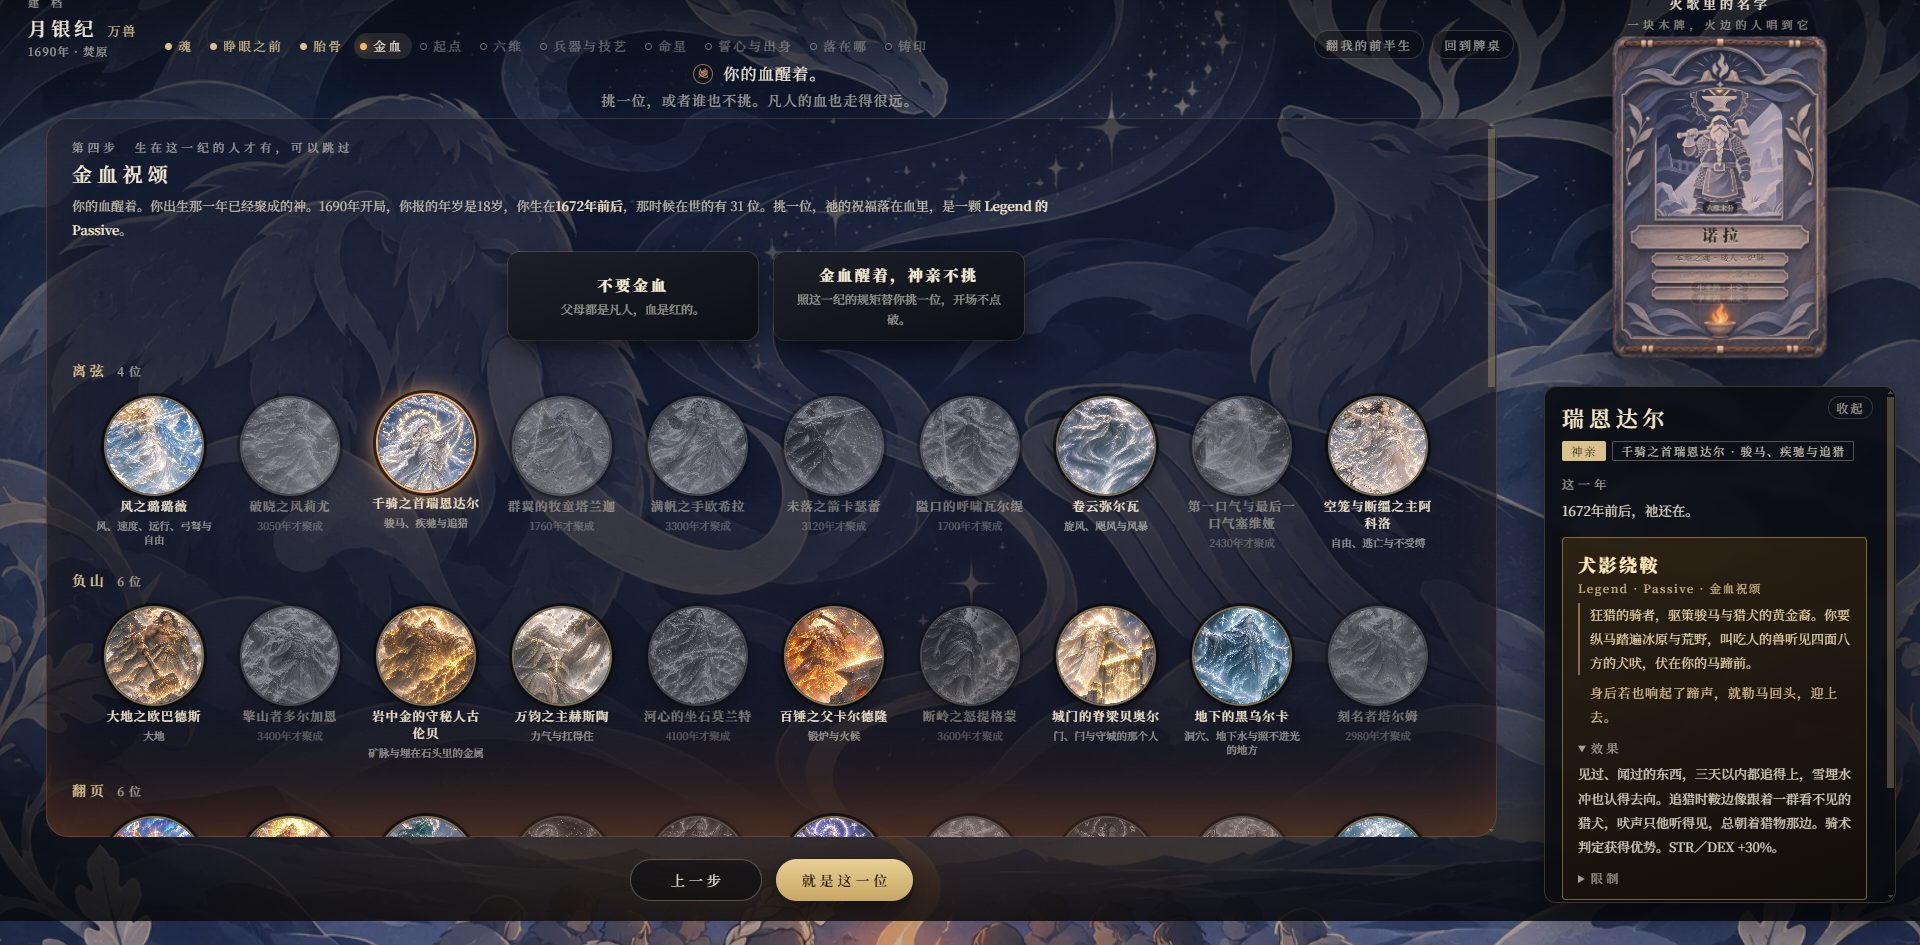 建档
月银纪 万兽
1690年 · 焚原
魂 睁眼之前 胎骨 金血 起点 六维 兵器与技艺 命星 誓心与出身 落在哪 铸印
翻我的前半生 回到牌桌
她 你的血醒着。
挑一位，或者谁也不挑。凡人的血也走得很远。
火歌里的名字
一块木牌，火边的人唱到它
六维未分
诺拉
第四步 生在这一纪的人才有，可以跳过
金血祝颂
你的血醒着。你出生那一年已经聚成的神。1690年开局，你报的年岁是18岁，你生在1672年前后，那时候在世的有 31 位。挑一位，祂的祝福落在血里，是一颗 Legend 的
Passive。
不要金血
父母都是凡人，血是红的。
金血醒着，神亲不挑
照这一纪的规矩替你挑一位，开场不点
破。
离弦 4 位
风之璐璐薇
风、速度、远行、弓弩与
自由
破晓之风莉尤
3050年才聚成
千骑之首瑞恩达尔
骏马、疾驰与追猎
群翼的牧童塔兰迦
1760年才聚成
满帆之手欧希拉
3300年才聚成
未落之箭卡瑟蕾
3120年才聚成
隘口的呼啸瓦尔缇
1700年才聚成
卷云弥尔瓦
旋风、飓风与风暴
第一口气与最后一
口气塞维娅
2430年才聚成
空笼与断缰之主阿
科洛
自由、逃亡与不受缚
负山 6 位
大地之欧巴德斯
大地
擎山者多尔加恩
3400年才聚成
岩中金的守秘人古
伦贝
矿脉与埋在石头里的金属
万钧之主赫斯陶
力气与扛得住
河心的坐石莫兰特
4100年才聚成
百锤之父卡尔德隆
锻炉与火候
断岭之怒提格蒙
3600年才聚成
城门的脊梁贝奥尔
门、闩与守城的那个人
地下的黑乌尔卡
洞穴、地下水与照不进光
的地方
刻名者塔尔姆
2980年才聚成
翻页 6 位
上一步 就是这一位
瑞恩达尔
收起
神亲 千骑之首瑞恩达尔 · 骏马、疾驰与追猎
这一年
1672年前后，祂还在。
犬影绕鞍
Legend · Passive · 金血祝颂
狂猎的骑者，驱策骏马与猎犬的黄金裔。你要
纵马踏遍冰原与荒野，叫吃人的兽听见四面八
方的犬吠，伏在你的马蹄前。
身后若也响起了蹄声，就勒马回头，迎上
去。
▼ 效果
见过、闻过的东西，三天以内都追得上，雪埋水
冲也认得去向。追猎时鞍边像跟着一群看不见的
猎犬，吠声只他听得见，总朝着猎物那边。骑术
判定获得优势。STR／DEX +30%。
▶ 限制